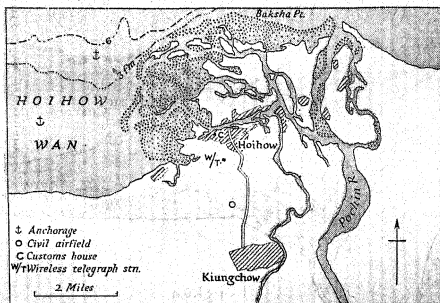 Baksha Pt.
6
3 fm
HOIHOW
WAN
C
Hoihow
W/T.
Pochin R.
Kiungchow
Anchorage
Civil airfield
C Customs house
W/T Wireless telegraph stn.
2 Miles